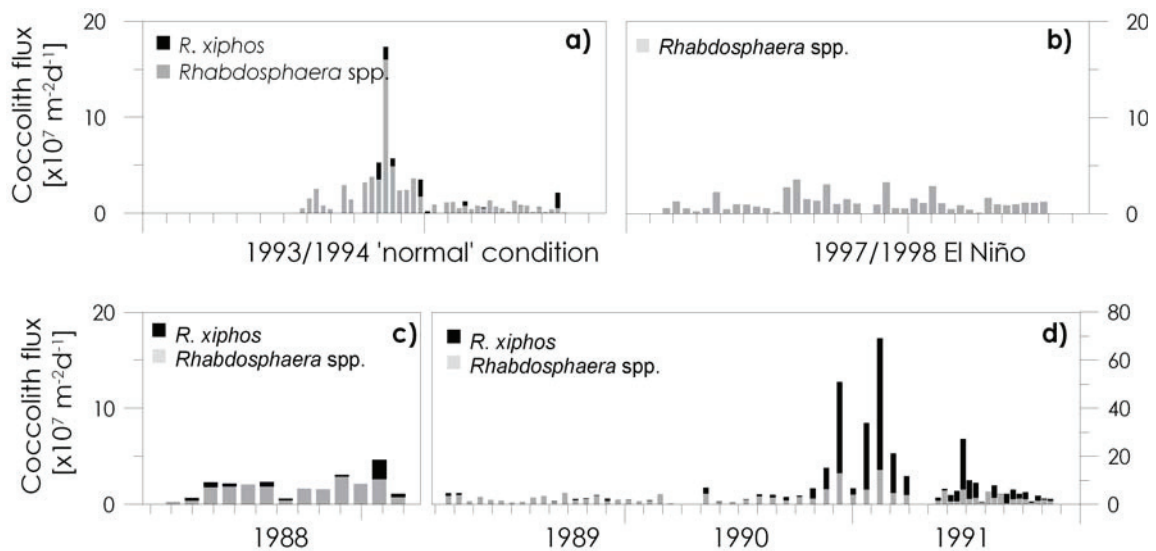 Coccolith flux
[x10⁷ m⁻²d⁻¹]
20
10
0
R. xiphos
Rhabdosphaera spp.
a)
1993/1994 'normal' condition
Rhabdosphaera spp.
b)
20
10
0
1997/1998 El Niño
Coccolith flux
[x10⁷ m⁻²d⁻¹]
20
10
0
R. xiphos
Rhabdosphaera spp.
c)
1988
R. xiphos
Rhabdosphaera spp.
d)
80
60
40
20
0
1989
1990
1991